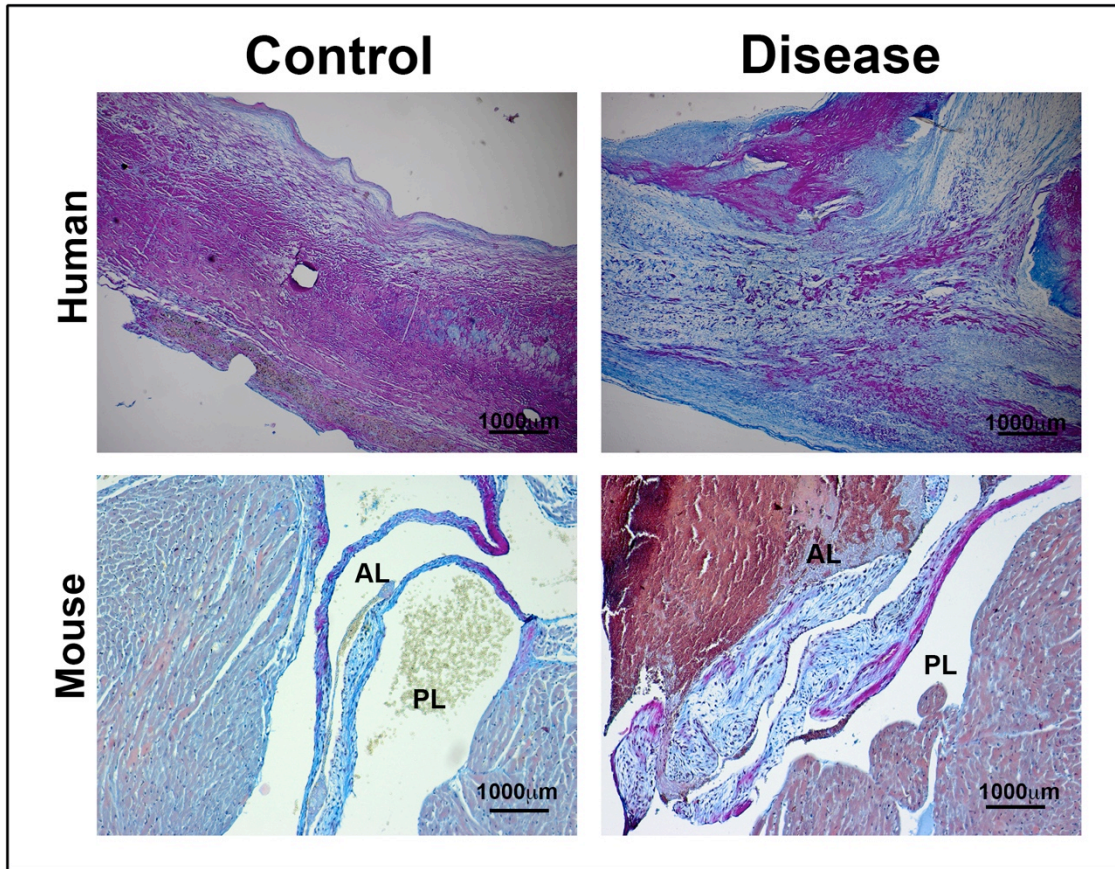 Control
Disease
Human
1000μm
1000μm
Mouse
AL
PL
1000μm
AL
PL
1000μm